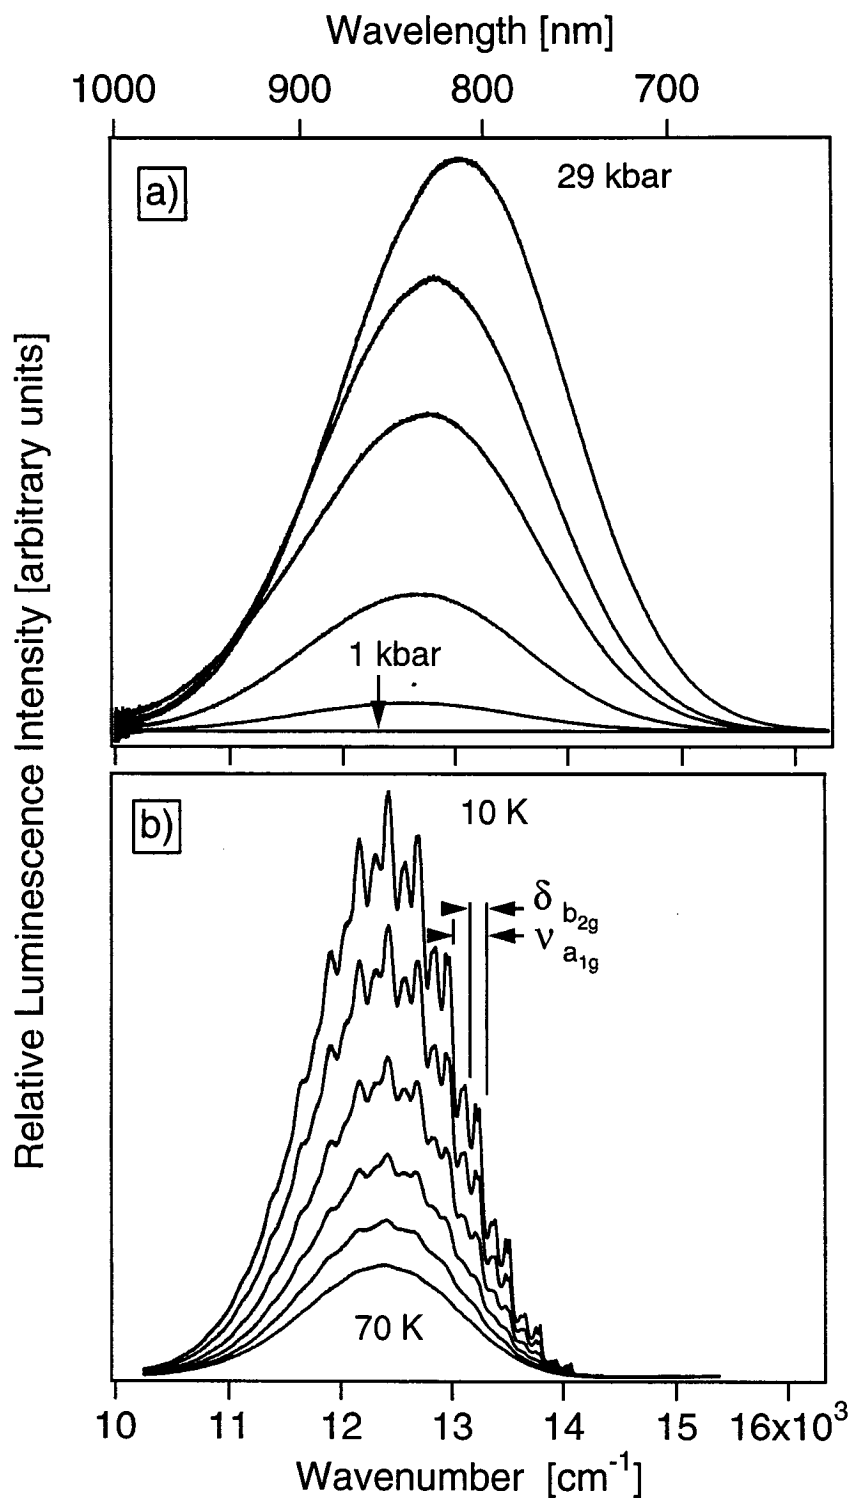 Wavelength [nm]
1000 900 800 700
a)
29 kbar
1 kbar
Relative Luminescence Intensity [arbitrary units]
b)
10 K
δ b2g
ν a1g
70 K
10 11 12 13 14 15 16x10³
Wavenumber [cm⁻¹]